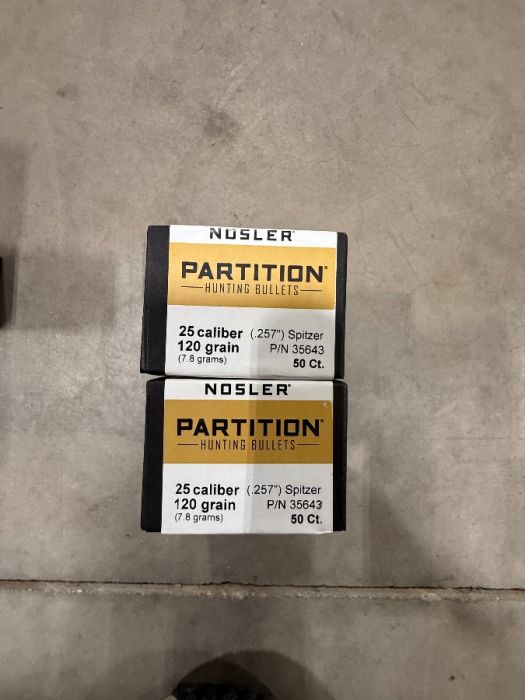 NOSLER®
PARTITION®
HUNTING BULLETS
25 caliber (.257") Spitzer
120 grain P/N 35643
(7.8 grams) 50 Ct.
NOSLER®
PARTITION®
HUNTING BULLETS
25 caliber (.257") Spitzer
120 grain P/N 35643
(7.8 grams) 50 Ct.